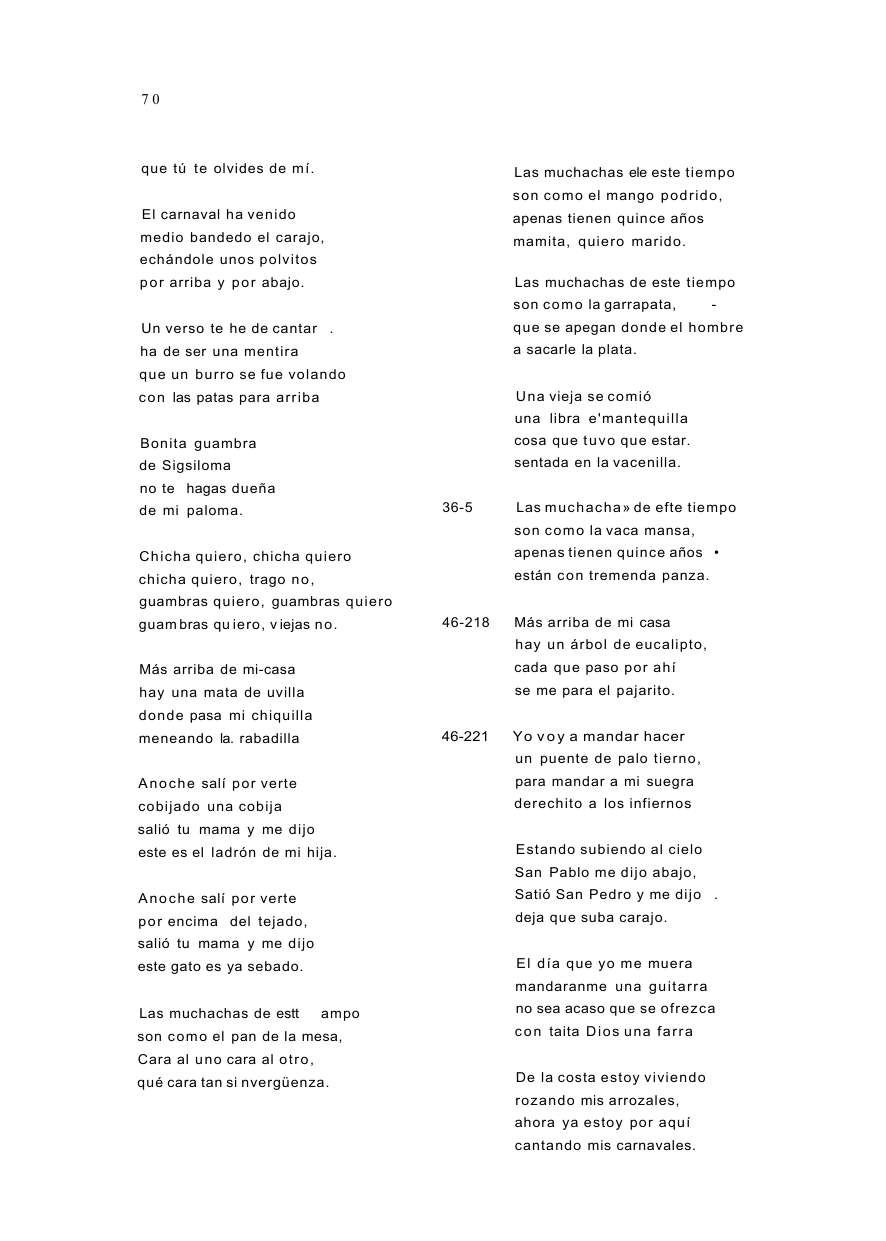 70
que tú te olvides de mí.
El carnaval ha venido
medio bandedo el carajo,
echándole unos polvitos
por arriba y por abajo.
Un verso te he de cantar .
ha de ser una mentira
que un burro se fue volando
con las patas para arriba
Bonita guambra
de Sigsiloma
no te hagas dueña
de mi paloma.
Chicha quiero, chicha quiero
chicha quiero, trago no,
guambras quiero, guambras quiero
guambras quiero, viejas no.
Más arriba de mi-casa
hay una mata de uvilla
donde pasa mi chiquilla
meneando la. rabadilla
Anoche salí por verte
cobijado una cobija
salió tu mama y me dijo
este es el ladrón de mi hija.
Anoche salí por verte
por encima del tejado,
salió tu mama y me dijo
este gato es ya sebado.
Las muchachas de estt ampo
son como el pan de la mesa,
Cara al uno cara al otro,
qué cara tan si nvergüenza.
Las muchachas ele este tiempo
son como el mango podrido,
apenas tienen quince años
mamita, quiero marido.
Las muchachas de este tiempo
son como la garrapata, -
que se apegan donde el hombre
a sacarle la plata.
Una vieja se comió
una libra e'mantequilla
cosa que tuvo que estar.
sentada en la vacenilla.
36-5 Las muchacha» de efte tiempo
son como la vaca mansa,
apenas tienen quince años •
están con tremenda panza.
46-218 Más arriba de mi casa
hay un árbol de eucalipto,
cada que paso por ahí
se me para el pajarito.
46-221 Yo voy a mandar hacer
un puente de palo tierno,
para mandar a mi suegra
derechito a los infiernos
Estando subiendo al cielo
San Pablo me dijo abajo,
Satió San Pedro y me dijo .
deja que suba carajo.
El día que yo me muera
mandaranme una guitarra
no sea acaso que se ofrezca
con taita Dios una farra
De la costa estoy viviendo
rozando mis arrozales,
ahora ya estoy por aquí
cantando mis carnavales.